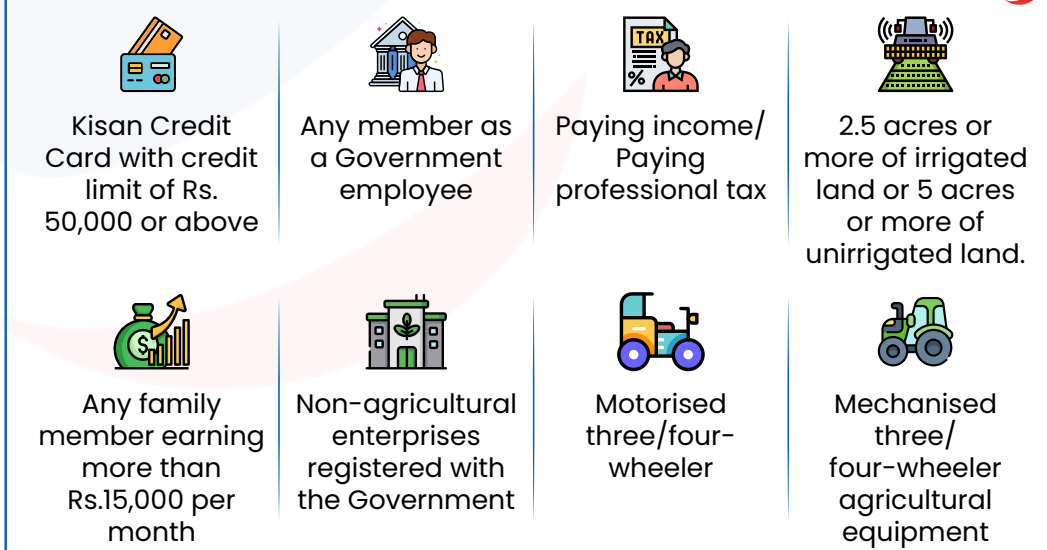 Kisan Credit
Card with credit
limit of Rs.
50,000 or above
Any member as
a Government
employee
TAX
%
Paying income/
Paying
professional tax
2.5 acres or
more of irrigated
land or 5 acres
or more of
unirrigated land.
$
Any family
member earning
more than
Rs.15,000 per
month
Non-agricultural
enterprises
registered with
the Government
Motorised
three/four-
wheeler
Mechanised
three/
four-wheeler
agricultural
equipment